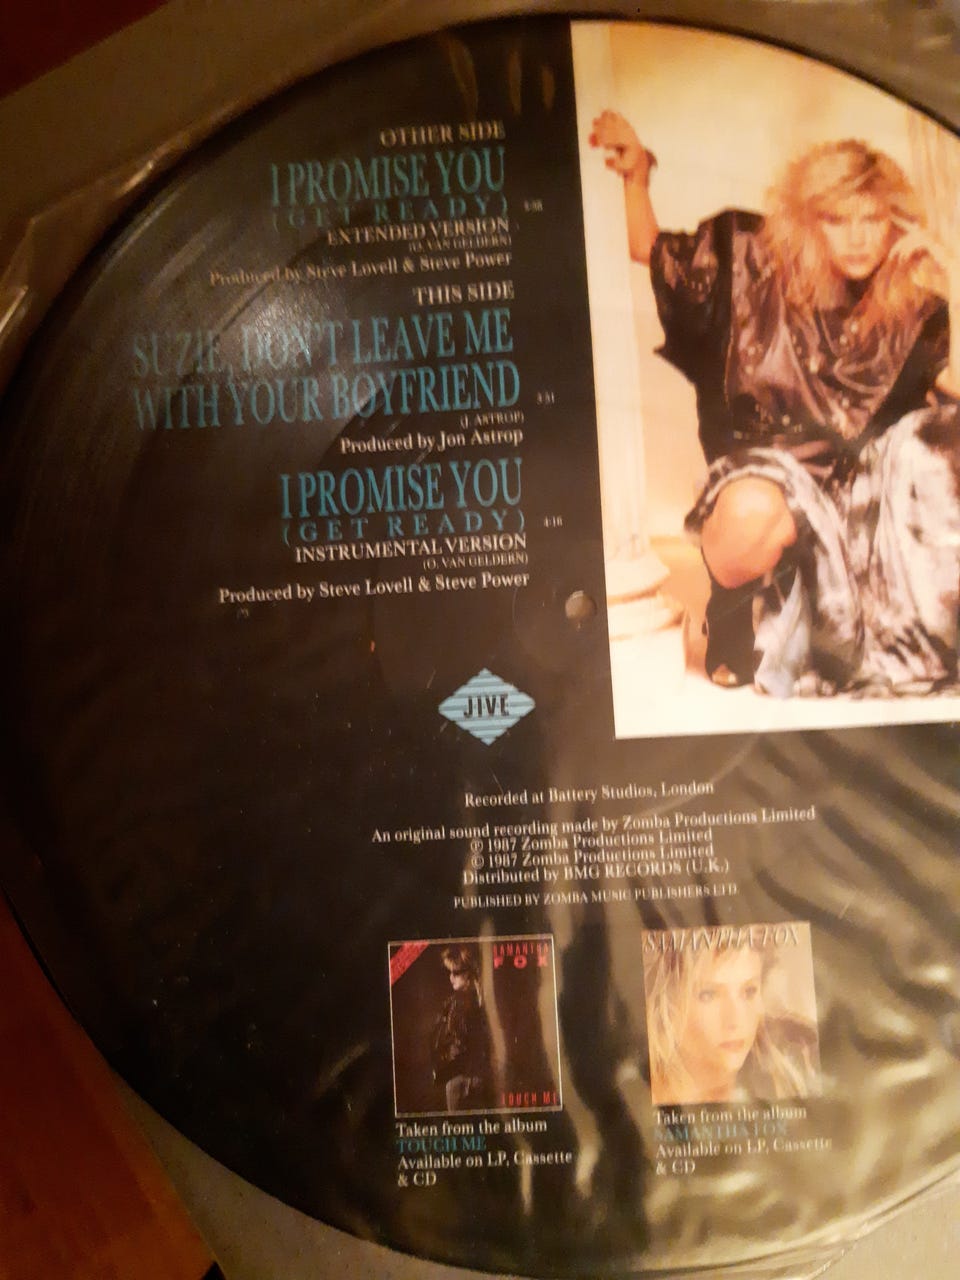 OTHER SIDE
I PROMISE YOU
(GET READY)
EXTENDED VERSION
(O. VAN GELDERN)
Produced by Steve Lovell & Steve Power
THIS SIDE
SUZIE, DON'T LEAVE ME
WITH YOUR BOYFRIEND 3:31
(J. ASTROP)
Produced by Jon Astrop
I PROMISE YOU
(GET READY) 4:16
INSTRUMENTAL VERSION
(O. VAN GELDERN)
Produced by Steve Lovell & Steve Power
JIVE
Recorded at Battery Studios, London
An original sound recording made by Zomba Productions Limited
℗ 1987 Zomba Productions Limited
© 1987 Zomba Productions Limited
Distributed by BMG RECORDS (U.K.)
PUBLISHED BY ZOMBA MUSIC PUBLISHERS LTD.
SAMANTHA
FOX
TOUCH ME
Taken from the album
TOUCH ME
Available on LP, Cassette
& CD
SAMANTHA FOX
Taken from the album
SAMANTHA FOX
Available on LP, Cassette
& CD